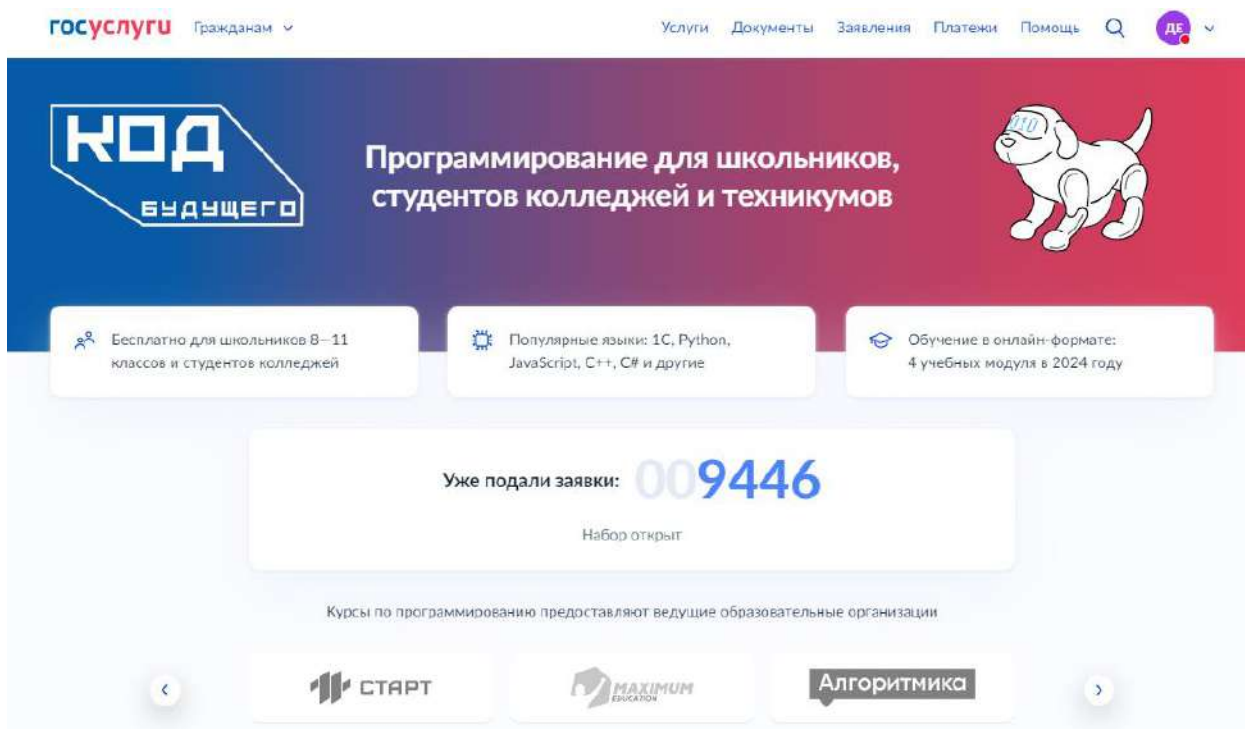 госуслуги Гражданам Услуги Документы Заявления Платежи Помощь ДЕ
КОД
БУДУЩЕГО
Программирование для школьников,
студентов колледжей и техникумов
010
Бесплатно для школьников 8–11
классов и студентов колледжей
Популярные языки: 1С, Python,
JavaScript, C++, C# и другие
Обучение в онлайн-формате:
4 учебных модуля в 2024 году
Уже подали заявки: 009446
Набор открыт
Курсы по программированию предоставляют ведущие образовательные организации
СТАРТ
MAXIMUM
EDUCATION
Алгоритмика